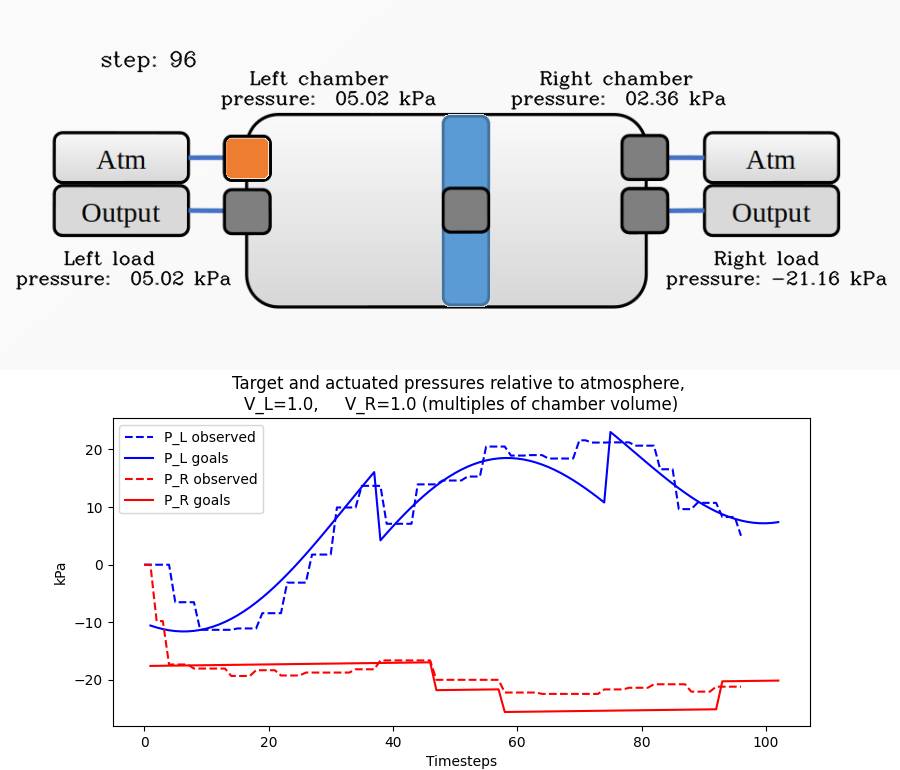 step: 96
Left chamber
pressure: 05.02 kPa
Right chamber
pressure: 02.36 kPa
Atm
Output
Atm
Output
Left load
pressure: 05.02 kPa
Right load
pressure: −21.16 kPa
Target and actuated pressures relative to atmosphere,
V_L=1.0, V_R=1.0 (multiples of chamber volume)
P_L observed
P_L goals
P_R observed
P_R goals
kPa
20
10
0
−10
−20
0 20 40 60 80 100
Timesteps